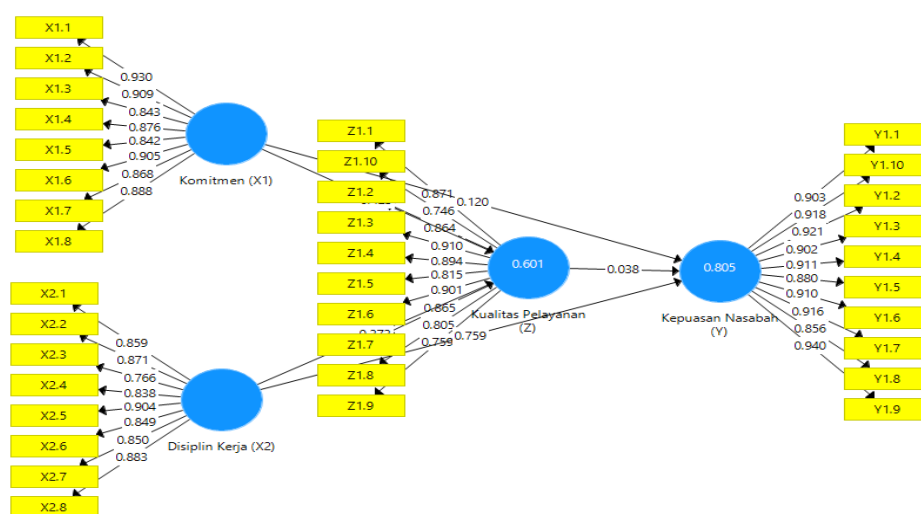 X1.1
X1.2
X1.3
X1.4
X1.5
X1.6
X1.7
X1.8
0.930
0.909
0.843
0.876
0.842
0.905
0.868
0.888
Komitmen (X1)
X2.1
X2.2
X2.3
X2.4
X2.5
X2.6
X2.7
X2.8
0.859
0.871
0.766
0.838
0.904
0.849
0.850
0.883
Disiplin Kerja (X2)
Z1.1
Z1.10
Z1.2
Z1.3
Z1.4
Z1.5
Z1.6
Z1.7
Z1.8
Z1.9
0.871
0.120
0.746
0.864
0.910
0.894
0.815
0.901
0.865
0.805
0.759
0.759
0.601
Kualitas Pelayanan
(Z)
0.038
0.805
Kepuasan Nasabah
(Y)
0.903
0.918
0.921
0.902
0.911
0.880
0.910
0.916
0.856
0.940
Y1.1
Y1.10
Y1.2
Y1.3
Y1.4
Y1.5
Y1.6
Y1.7
Y1.8
Y1.9